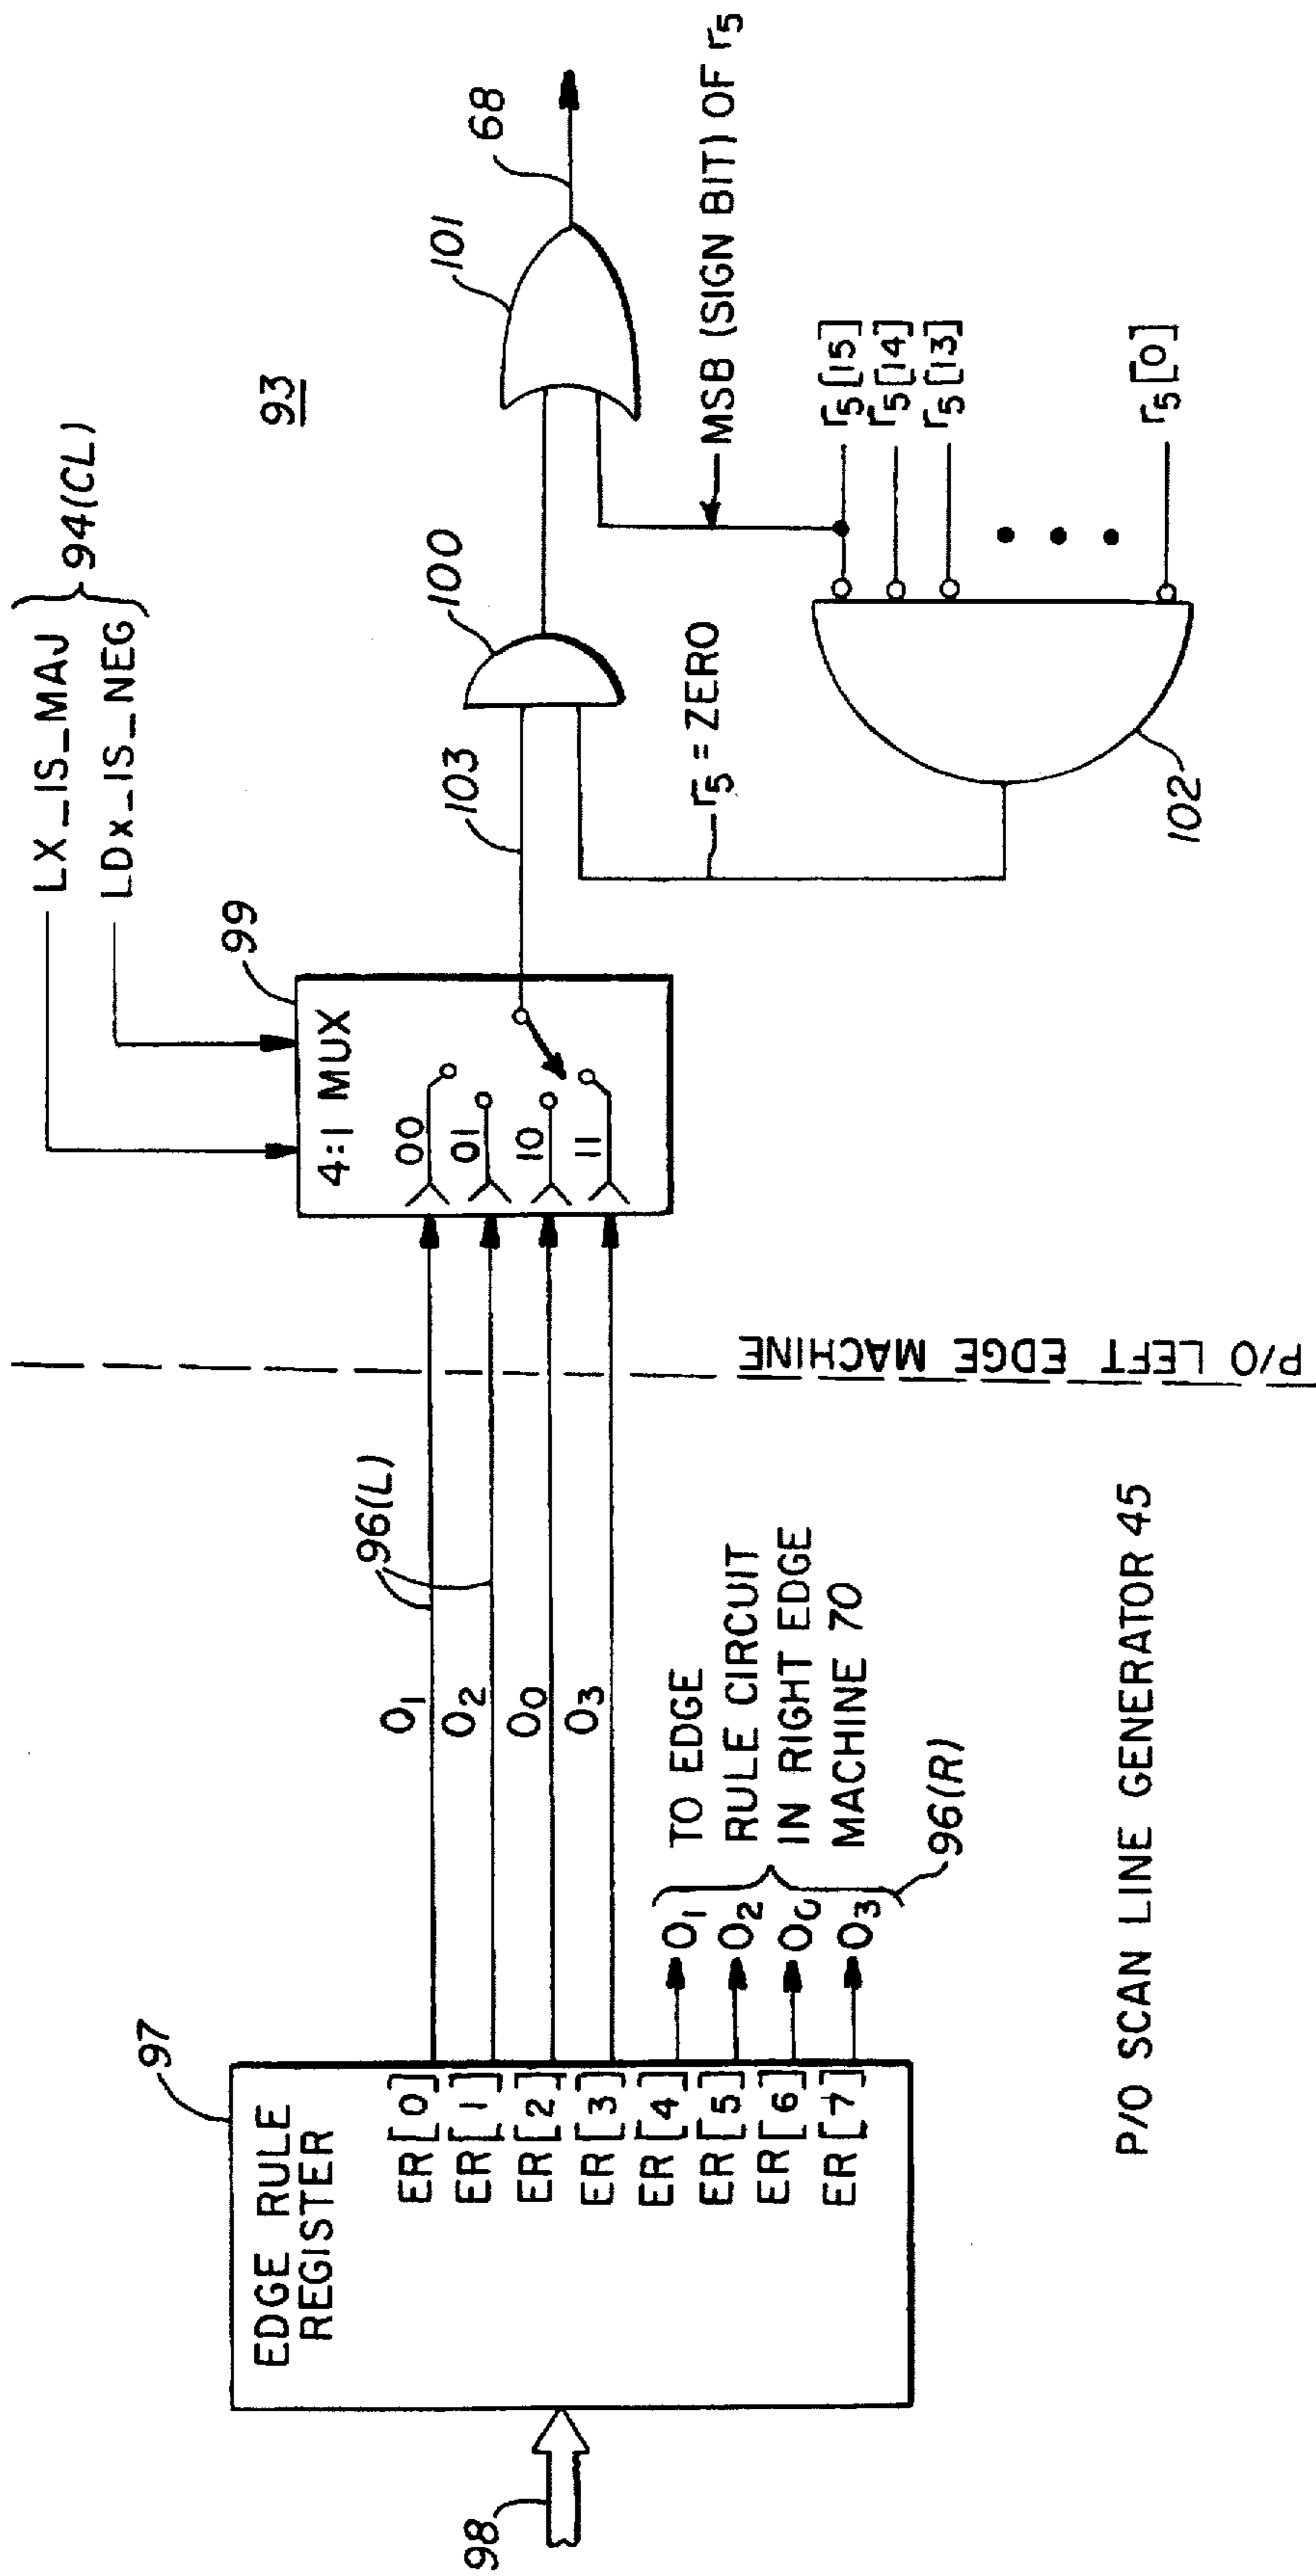 LX_IS_MAJ
LDx_IS_NEG
94(CL)
93
97
EDGE RULE
REGISTER
98
ER[0]
ER[1]
ER[2]
ER[3]
ER[4]
ER[5]
ER[6]
ER[7]
O1
O2
O0
O3
96(L)
O1
O2
O0
O3
TO EDGE
RULE CIRCUIT
IN RIGHT EDGE
MACHINE 70
96(R)
P/O SCAN LINE GENERATOR 45
P/O LEFT EDGE MACHINE
99
4:1 MUX
00
01
10
11
103
100
101
68
r5 = ZERO
MSB (SIGN BIT) OF r5
r5[15]
r5[14]
r5[13]
r5[0]
102